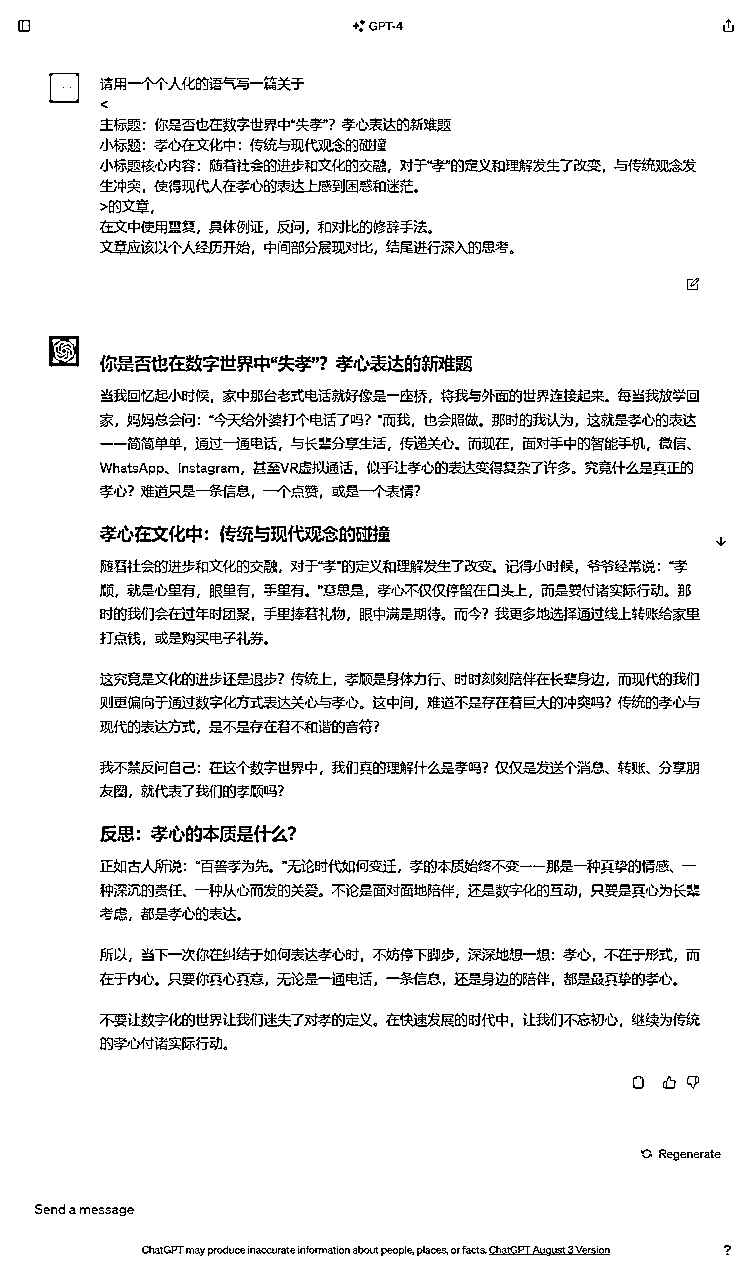 GPT-4
请用一个个人化的语气写一篇关于
<
主标题：你是否也在数字世界中“失孝”？孝心表达的新难题
小标题：孝心在文化中：传统与现代观念的碰撞
小标题核心内容：随着社会的进步和文化的交融，对于“孝”的定义和理解发生了改变，与传统观念发
生冲突，使得现代人在孝心的表达上感到困惑和迷茫。
>的文章，
在文中使用重复，具体例证，反问，和对比的修辞手法。
文章应该以个人经历开始，中间部分展现对比，结尾进行深入的思考。
你是否也在数字世界中“失孝”？孝心表达的新难题
当我回忆起小时候，家中那台老式电话就好像是一座桥，将我与外面的世界连接起来。每当我放学回
家，妈妈总会问：“今天给外婆打个电话了吗？”而我，也会照做。那时的我认为，这就是孝心的表达
——简简单单，通过一通电话，与长辈分享生活，传递关心。而现在，面对手中的智能手机，微信、
WhatsApp、Instagram，甚至VR虚拟通话，似乎让孝心的表达变得复杂了许多。究竟什么是真正的
孝心？难道只是一条信息，一个点赞，或是一个表情？
孝心在文化中：传统与现代观念的碰撞
随着社会的进步和文化的交融，对于“孝”的定义和理解发生了改变。记得小时候，爷爷经常说：“孝
顺，就是心里有，眼里有，手里有。”意思是，孝心不仅仅停留在口头上，而是要付诸实际行动。那
时的我们会在过年时团聚，手里捧着礼物，眼中满是期待。而今？我更多地选择通过线上转账给家里
打点钱，或是购买电子礼券。
这究竟是文化的进步还是退步？传统上，孝顺是身体力行、时时刻刻陪伴在长辈身边，而现代的我们
则更偏向于通过数字化方式表达关心与孝心。这中间，难道不是存在着巨大的冲突吗？传统的孝心与
现代的表达方式，是不是存在着不和谐的音符？
我不禁反问自己：在这个数字世界中，我们真的理解什么是孝吗？仅仅是发送个消息、转账、分享朋
友圈，就代表了我们的孝顺吗？
反思：孝心的本质是什么？
正如古人所说：“百善孝为先。”无论时代如何变迁，孝的本质始终不变——那是一种真挚的情感、一
种深沉的责任、一种从心而发的关爱。不论是面对面地陪伴，还是数字化的互动，只要是真心为长辈
考虑，都是孝心的表达。
所以，当下一次你在纠结于如何表达孝心时，不妨停下脚步，深深地想一想：孝心，不在于形式，而
在于内心。只要你真心真意，无论是一通电话，一条信息，还是身边的陪伴，都是最真挚的孝心。
不要让数字化的世界让我们迷失了对孝的定义。在快速发展的时代中，让我们不忘初心，继续为传统
的孝心付诸实际行动。
Regenerate
Send a message
ChatGPT may produce inaccurate information about people, places, or facts. ChatGPT August 3 Version
?